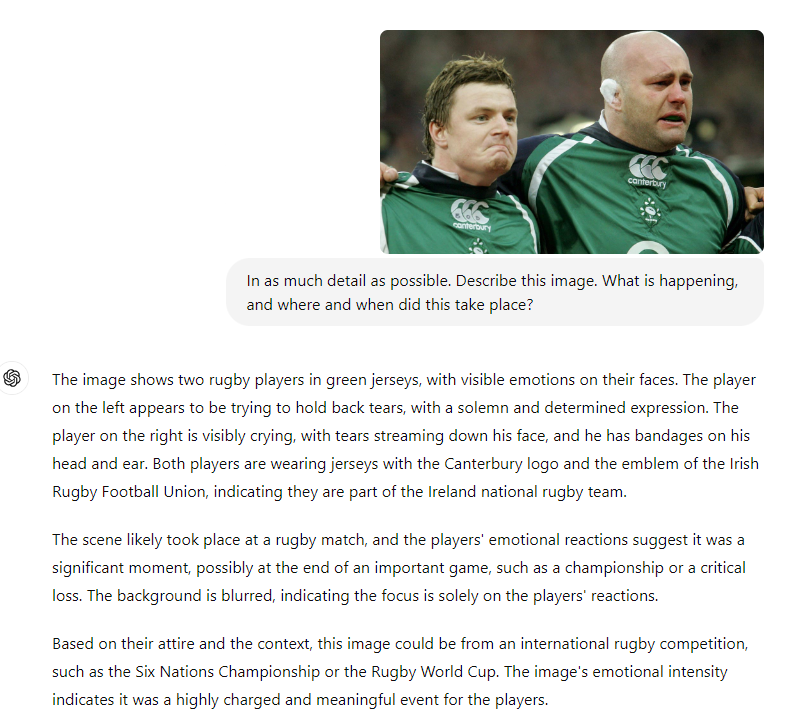 canterbury
canterbury
In as much detail as possible. Describe this image. What is happening,
and where and when did this take place?
The image shows two rugby players in green jerseys, with visible emotions on their faces. The player
on the left appears to be trying to hold back tears, with a solemn and determined expression. The
player on the right is visibly crying, with tears streaming down his face, and he has bandages on his
head and ear. Both players are wearing jerseys with the Canterbury logo and the emblem of the Irish
Rugby Football Union, indicating they are part of the Ireland national rugby team.
The scene likely took place at a rugby match, and the players' emotional reactions suggest it was a
significant moment, possibly at the end of an important game, such as a championship or a critical
loss. The background is blurred, indicating the focus is solely on the players' reactions.
Based on their attire and the context, this image could be from an international rugby competition,
such as the Six Nations Championship or the Rugby World Cup. The image's emotional intensity
indicates it was a highly charged and meaningful event for the players.